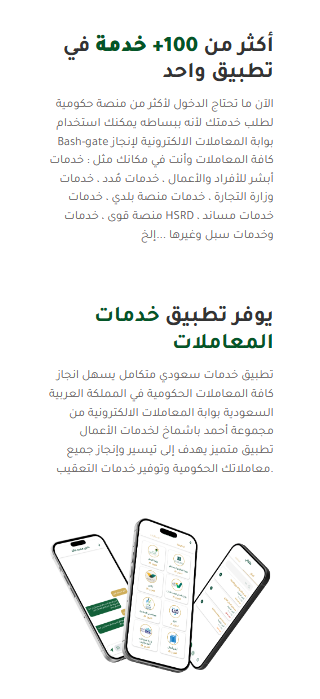 أكثر من 100+ خدمة في
تطبيق واحد
الآن ما تحتاج الدخول لأكثر من منصة حكومية
لطلب خدمتك لأنه ببساطه يمكنك استخدام
بوابة المعاملات الالكترونية لإنجاز Bash-gate
كافة المعاملات وأنت في مكانك مثل : خدمات
أبشر للأفراد والأعمال ، خدمات مُدد ، خدمات
وزارة التجارة ، خدمات منصة بلدي ، خدمات
خدمات مساند ، HSRD منصة قوى ، خدمات
وخدمات سبل وغيرها ...إلخ
يوفر تطبيق خدمات
المعاملات
تطبيق خدمات سعودي متكامل يسهل انجاز
كافة المعاملات الحكومية في المملكة العربية
السعودية بوابة المعاملات الالكترونية من
مجموعة أحمد باشماخ لخدمات الأعمال
تطبيق متميز يهدف إلى تيسير وإنجاز جميع
.معاملاتك الحكومية وتوفير خدمات التعقيب